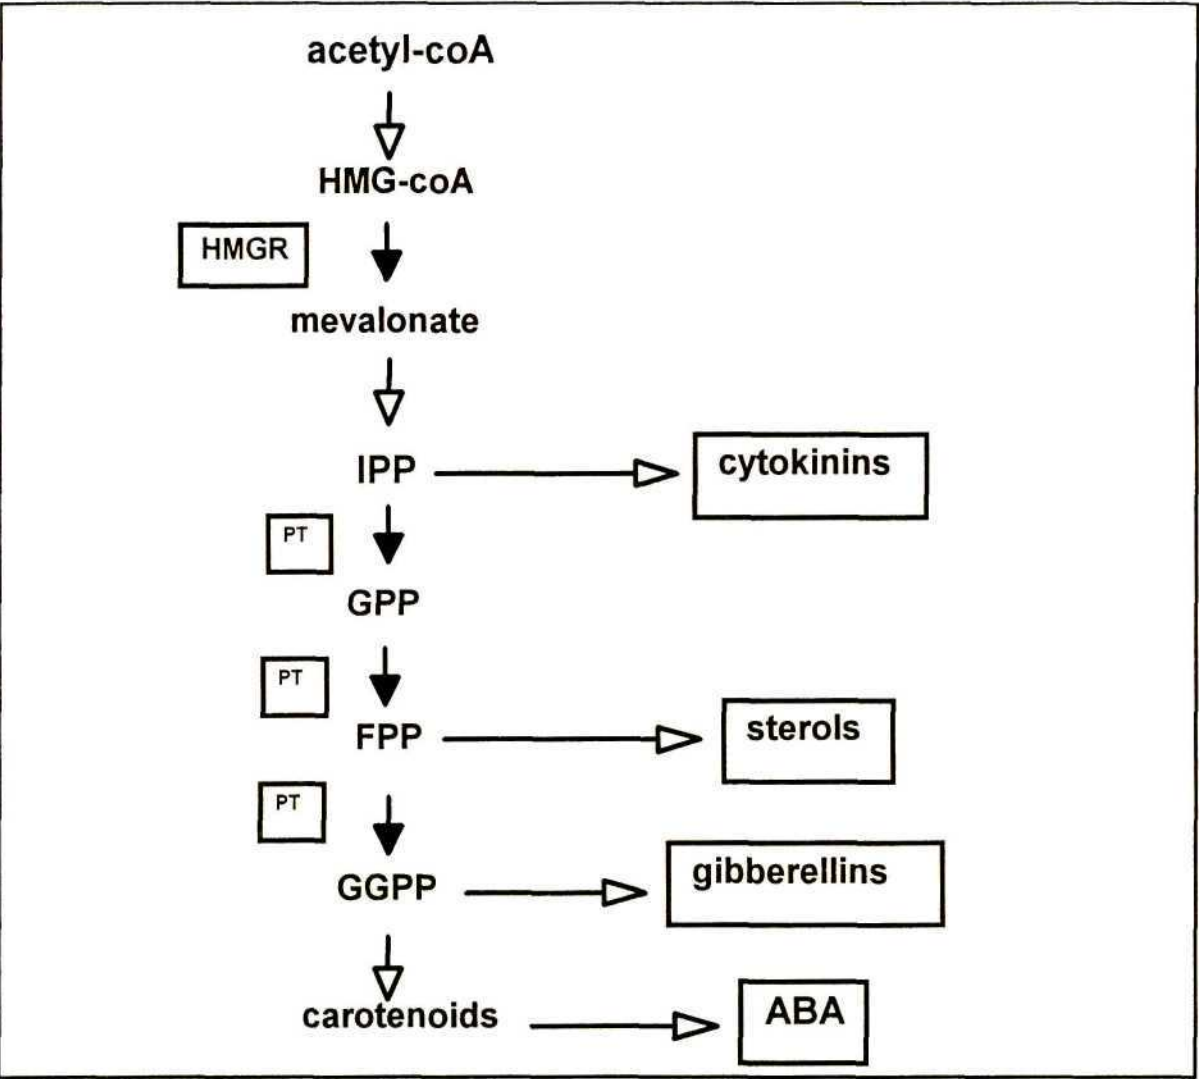 acetyl-coA
HMG-coA
HMGR
mevalonate
IPP
cytokinins
PT
GPP
PT
FPP
sterols
PT
GGPP
gibberellins
carotenoids
ABA